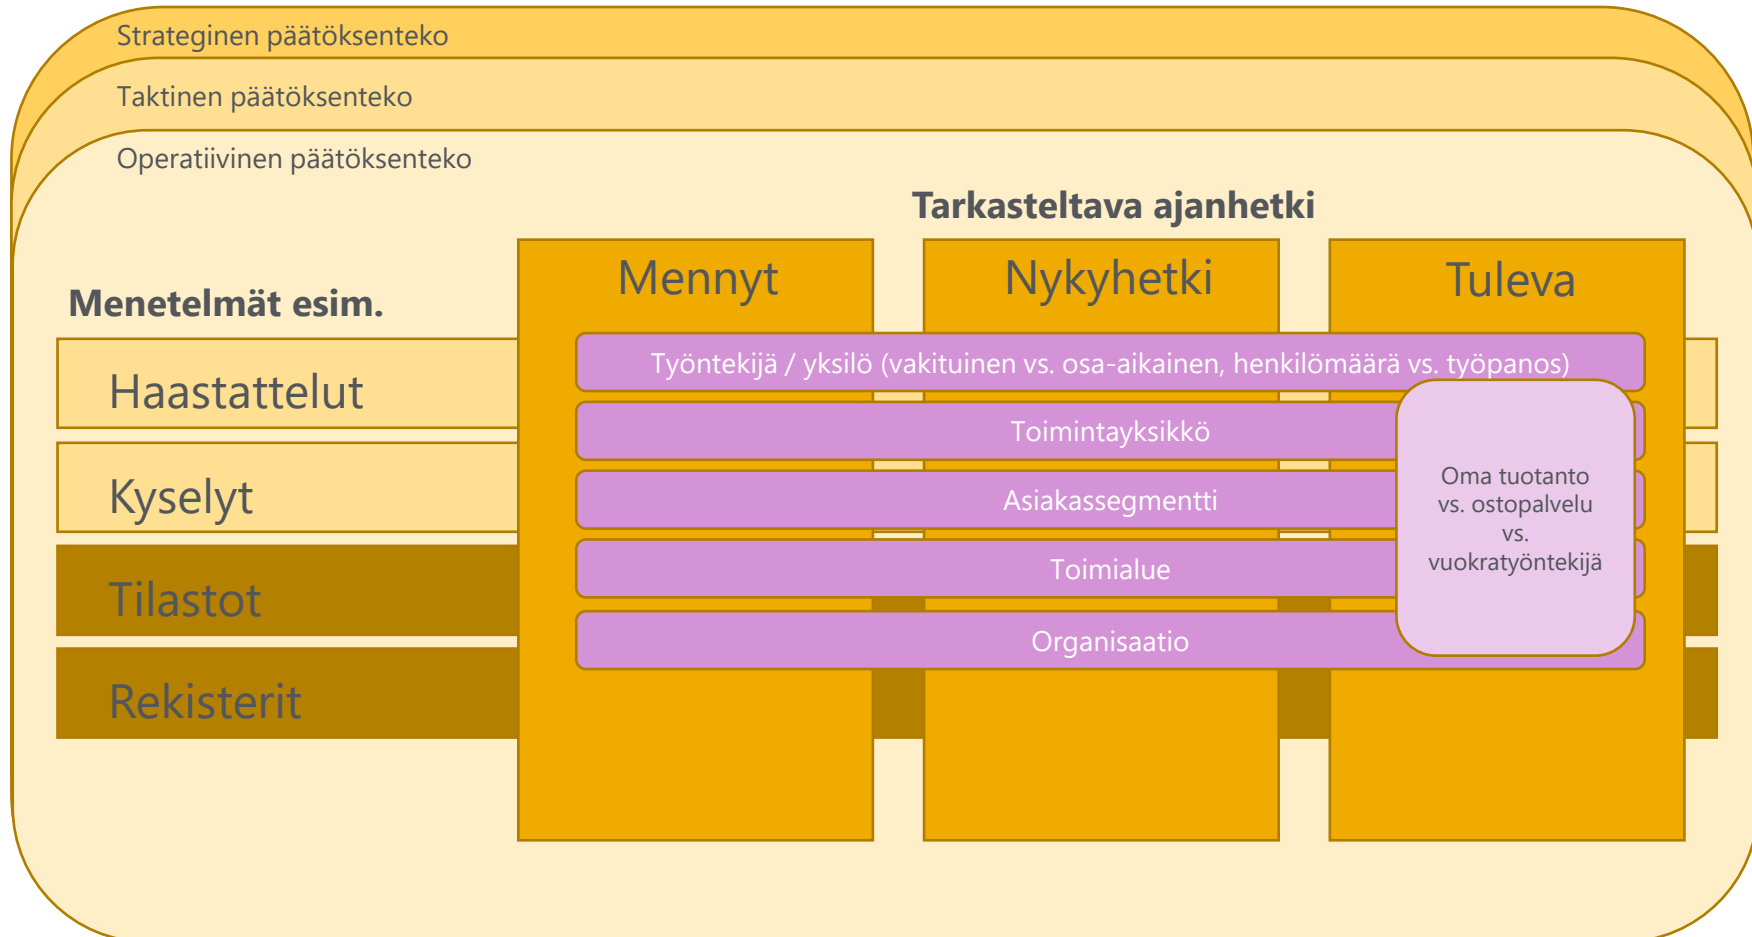 Strateginen päätöksenteko
Taktinen päätöksenteko
Operatiivinen päätöksenteko
Tarkasteltava ajanhetki
Mennyt
Nykyhetki
Tuleva
Menetelmät esim.
Haastattelut
Kyselyt
Tilastot
Rekisterit
Työntekijä / yksilö (vakituinen vs. osa-aikainen, henkilömäärä vs. työpanos)
Toimintayksikkö
Asiakassegmentti
Toimialue
Organisaatio
Oma tuotanto
vs. ostopalvelu
vs.
vuokratyöntekijä